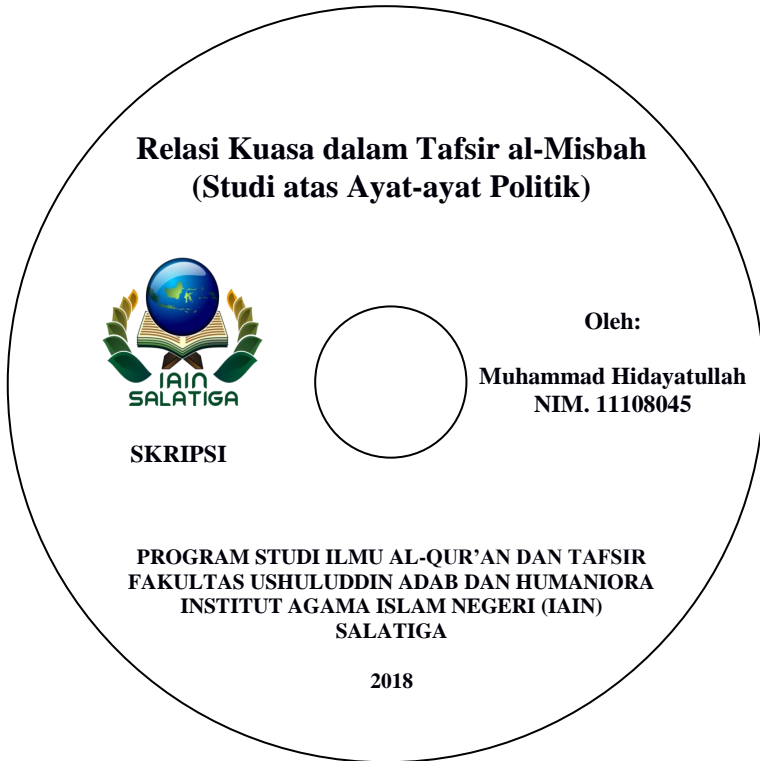 Relasi Kuasa dalam Tafsir al-Misbah
(Studi atas Ayat-ayat Politik)
IAIN
SALATIGA
SKRIPSI
Oleh:
Muhammad Hidayatullah
NIM. 11108045
PROGRAM STUDI ILMU AL-QUR’AN DAN TAFSIR
FAKULTAS USHULUDDIN ADAB DAN HUMANIORA
INSTITUT AGAMA ISLAM NEGERI (IAIN)
SALATIGA
2018